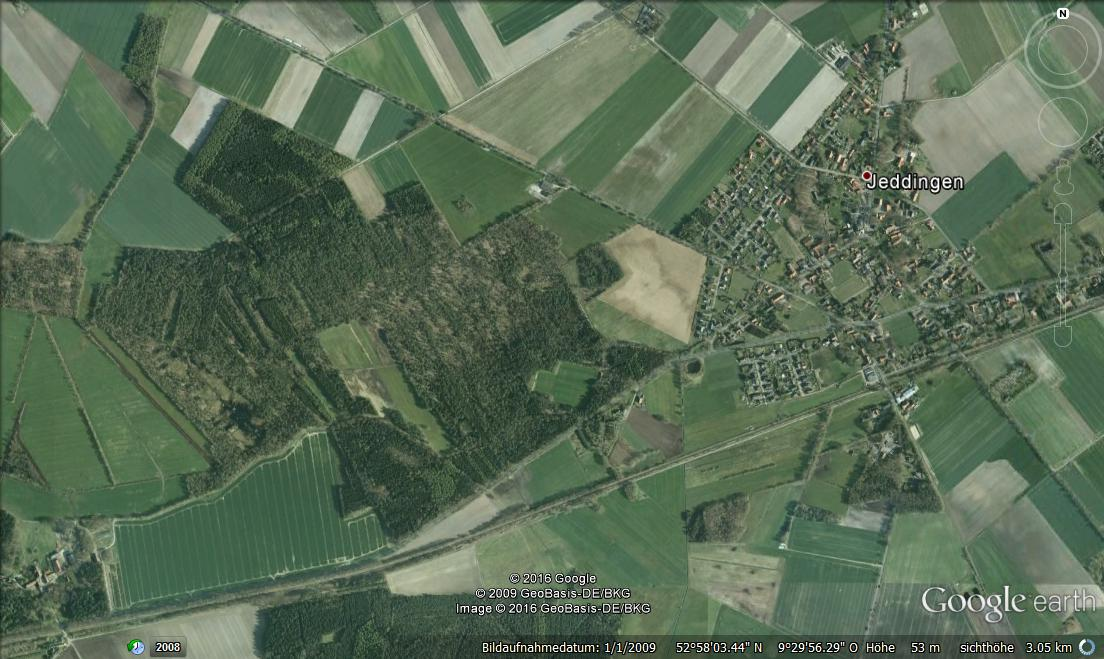 N
Jeddingen
© 2016 Google
© 2009 GeoBasis-DE/BKG
Image © 2016 GeoBasis-DE/BKG
Google earth
2008
Bildaufnahmedatum: 1/1/2009 52°58'03.44" N 9°29'56.29" O Höhe 53 m sichthöhe 3.05 km